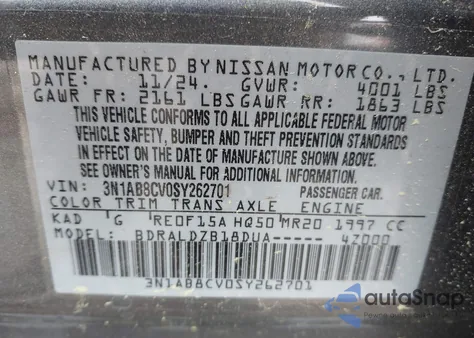 MANUFACTURED BY NISSAN MOTOR CO., LTD.
DATE: 11/24. GVWR: 4001 LBS
GAWR FR: 2161 LBS GAWR RR: 1863 LBS
THIS VEHICLE CONFORMS TO ALL APPLICABLE FEDERAL MOTOR
VEHICLE SAFETY, BUMPER AND THEFT PREVENTION STANDARDS
IN EFFECT ON THE DATE OF MANUFACTURE SHOWN ABOVE.
SEE OWNER'S MANUAL FOR ADDITIONAL INFORMATION.
VIN: 3N1AB8CV0SY262701 PASSENGER CAR.
COLOR TRIM TRANS AXLE ENGINE
KAD G RE0F15A HQ50 MR20 1997 CC
MODEL: BDRALDZB18DUA----- 4Z000
3N1AB8CV0SY262701
autoSnap
Power by